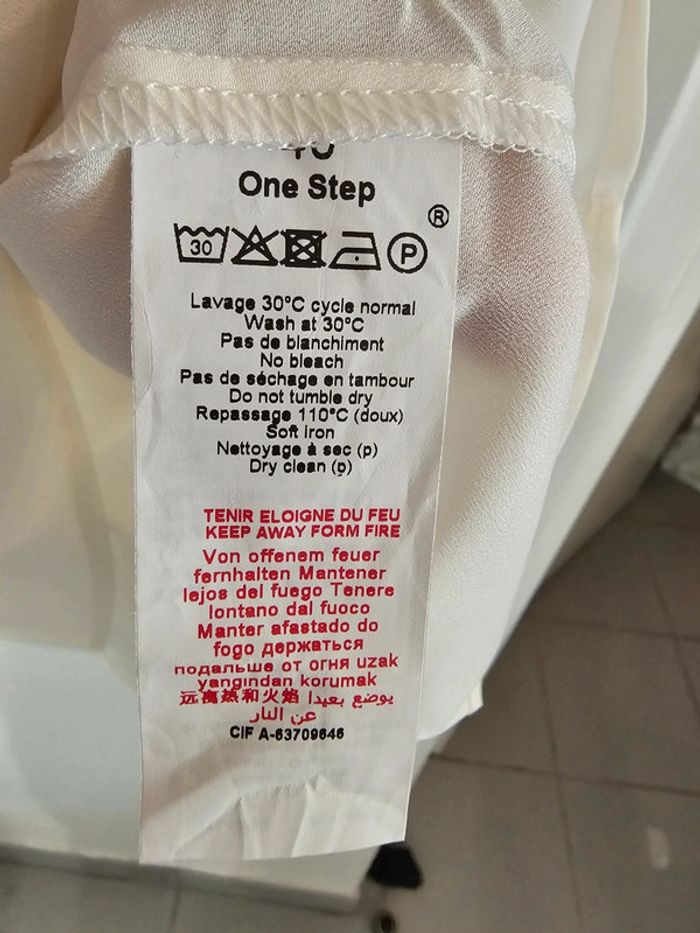 40
One Step
®
30
P
Lavage 30°C cycle normal
Wash at 30°C
Pas de blanchiment
No bleach
Pas de séchage en tambour
Do not tumble dry
Repassage 110°C (doux)
Soft iron
Nettoyage à sec (p)
Dry clean (p)
TENIR ELOIGNE DU FEU
KEEP AWAY FORM FIRE
Von offenem feuer
fernhalten Mantener
lejos del fuego Tenere
lontano dal fuoco
Manter afastado do
fogo держаться
подальше от огня uzak
yangından korumak
远离热和火焰 يوضع بعيدا
عن النار
CIF A-63709646